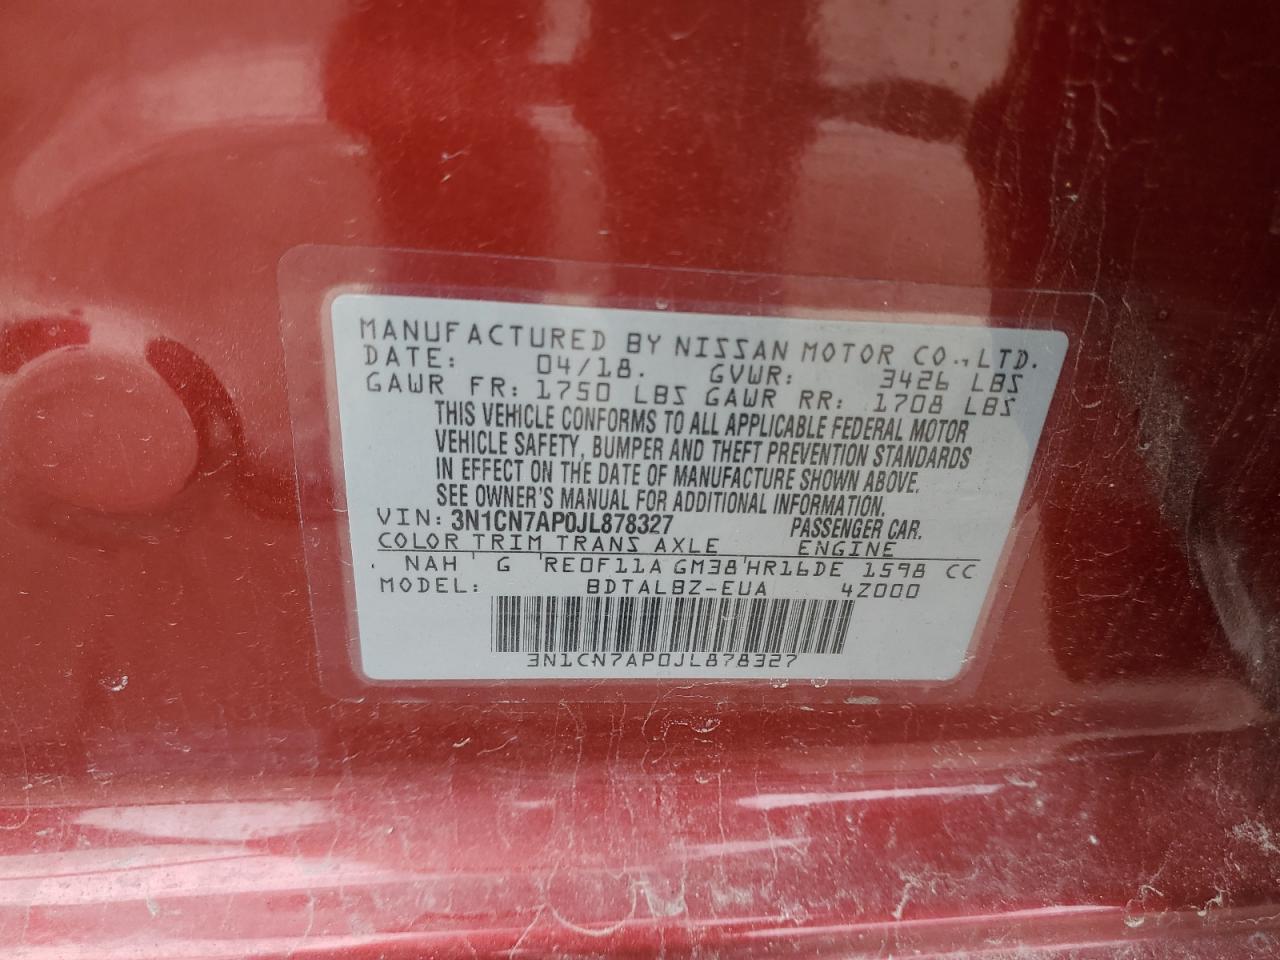 MANUFACTURED BY NISSAN MOTOR CO., LTD.
DATE: 04/18. GVWR: 3426 LBS
GAWR FR: 1750 LBS GAWR RR: 1708 LBS
THIS VEHICLE CONFORMS TO ALL APPLICABLE FEDERAL MOTOR
VEHICLE SAFETY, BUMPER AND THEFT PREVENTION STANDARDS
IN EFFECT ON THE DATE OF MANUFACTURE SHOWN ABOVE.
SEE OWNER'S MANUAL FOR ADDITIONAL INFORMATION.
VIN: 3N1CN7AP0JL878327 PASSENGER CAR.
COLOR TRIM TRANS AXLE ENGINE
NAH ' G 'RE0F11A GM38'HR16DE 1598 CC
MODEL: BDTALBZ-EUA 4Z000
3N1CN7AP0JL878327